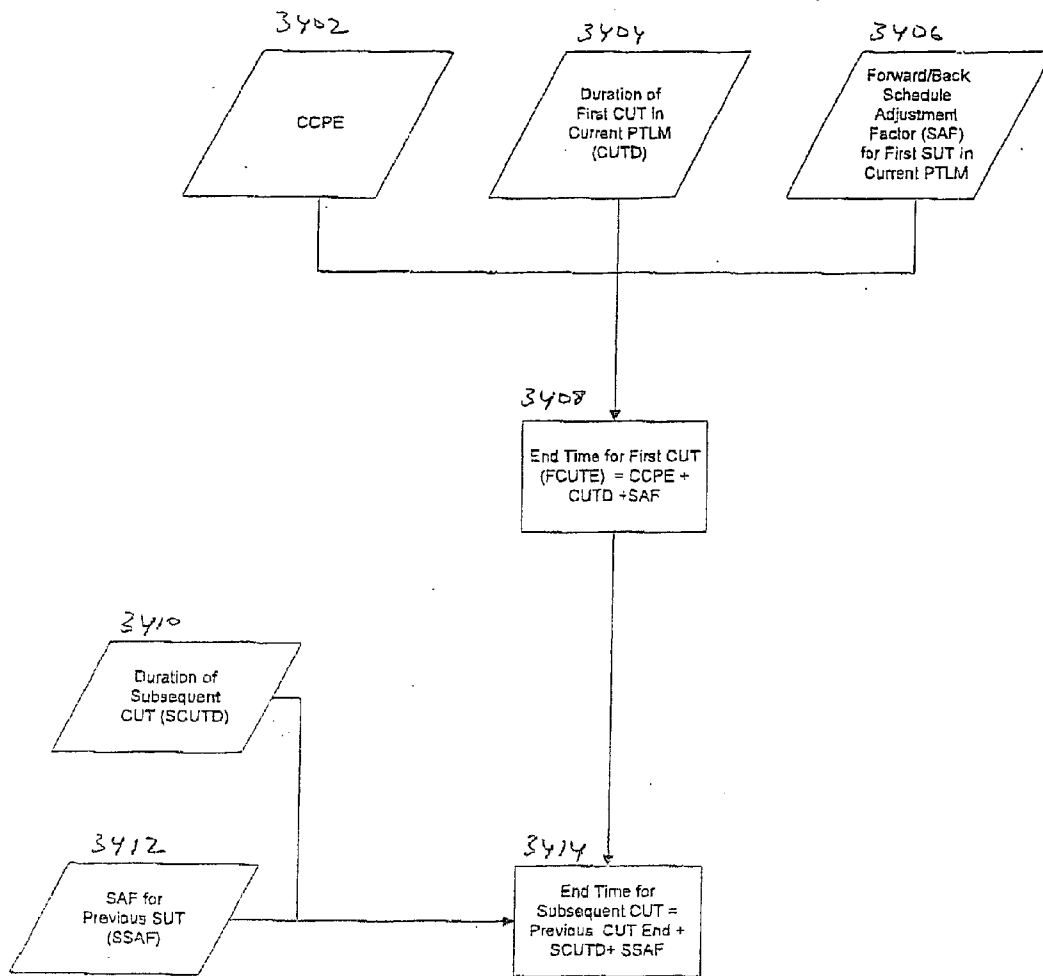 3402
3404
3406
CCPE
Duration of
First CUT in
Current PTLM
(CUTD)
Forward/Back
Schedule
Adjustment
Factor (SAF)
for First SUT in
Current PTLM
3408
End Time for First CUT
(FCUTE) = CCPE +
CUTD +SAF
3410
Duration of
Subsequent
CUT (SCUTD)
3412
SAF for
Previous SUT
(SSAF)
3414
End Time for
Subsequent CUT =
Previous CUT End +
SCUTD+ SSAF